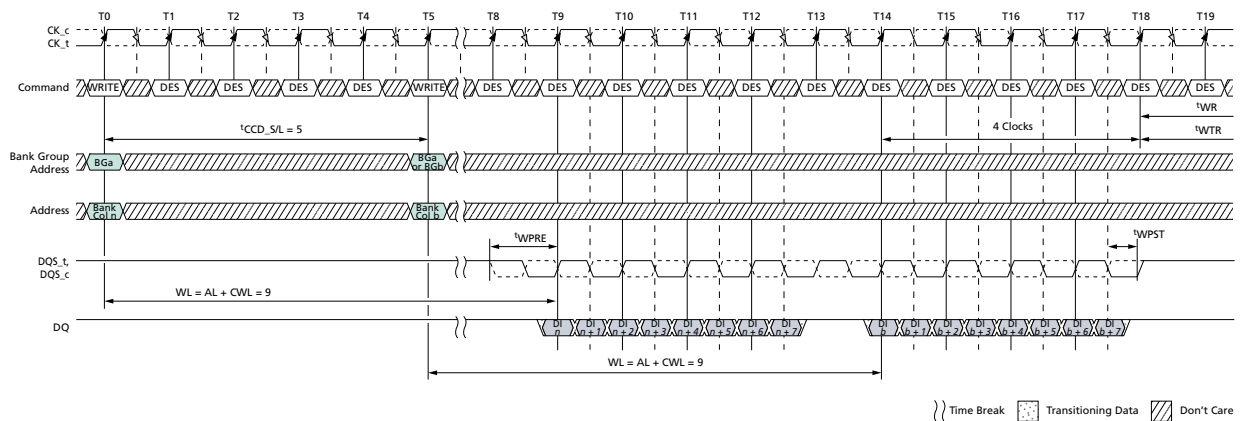 T0 T1 T2 T3 T4 T5 T8 T9 T10 T11 T12 T13 T14 T15 T16 T17 T18 T19
CK_c
CK_t
Command WRITE DES DES DES DES WRITE DES DES DES DES DES DES DES DES DES DES DES DES
tWR
tCCD_S/L = 5 4 Clocks tWTR
Bank Group
Address
BGa
BGa
or BGb
Address
Bank
Col n
Bank
Col b
tWPRE tWPST
DQS_t,
DQS_c
WL = AL + CWL = 9
DQ
DI
n
DI
n + 1
DI
n + 2
DI
n + 3
DI
n + 4
DI
n + 5
DI
n + 6
DI
n + 7
DI
b
DI
b + 1
DI
b + 2
DI
b + 3
DI
b + 4
DI
b + 5
DI
b + 6
DI
b + 7
WL = AL + CWL = 9
Time Break Transitioning Data Don't Care